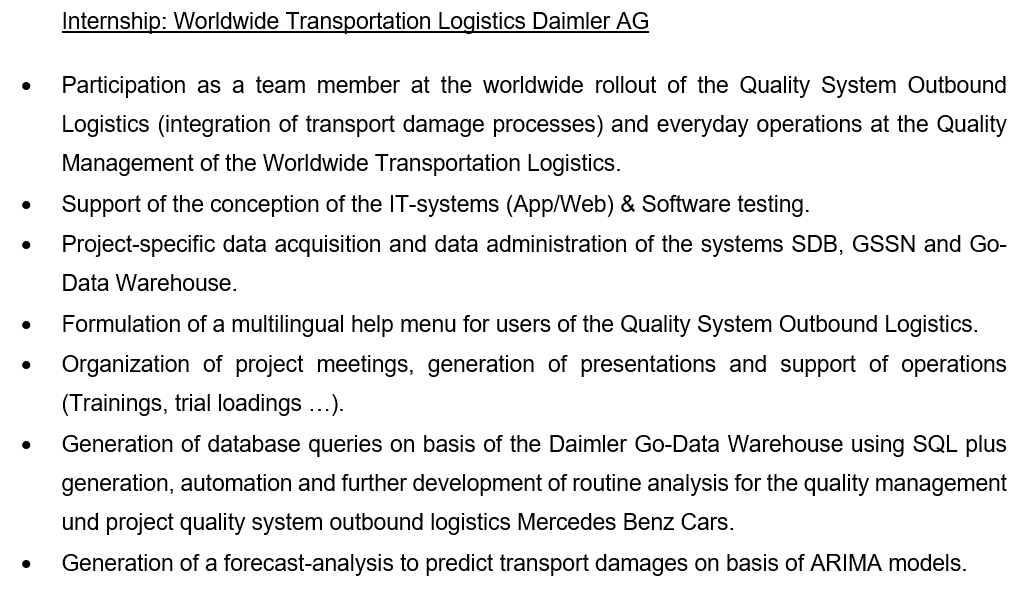 Internship: Worldwide Transportation Logistics Daimler AG
• Participation as a team member at the worldwide rollout of the Quality System Outbound
Logistics (integration of transport damage processes) and everyday operations at the Quality
Management of the Worldwide Transportation Logistics.
• Support of the conception of the IT-systems (App/Web) & Software testing.
• Project-specific data acquisition and data administration of the systems SDB, GSSN and Go-
Data Warehouse.
• Formulation of a multilingual help menu for users of the Quality System Outbound Logistics.
• Organization of project meetings, generation of presentations and support of operations
(Trainings, trial loadings …).
• Generation of database queries on basis of the Daimler Go-Data Warehouse using SQL plus
generation, automation and further development of routine analysis for the quality management
und project quality system outbound logistics Mercedes Benz Cars.
• Generation of a forecast-analysis to predict transport damages on basis of ARIMA models.